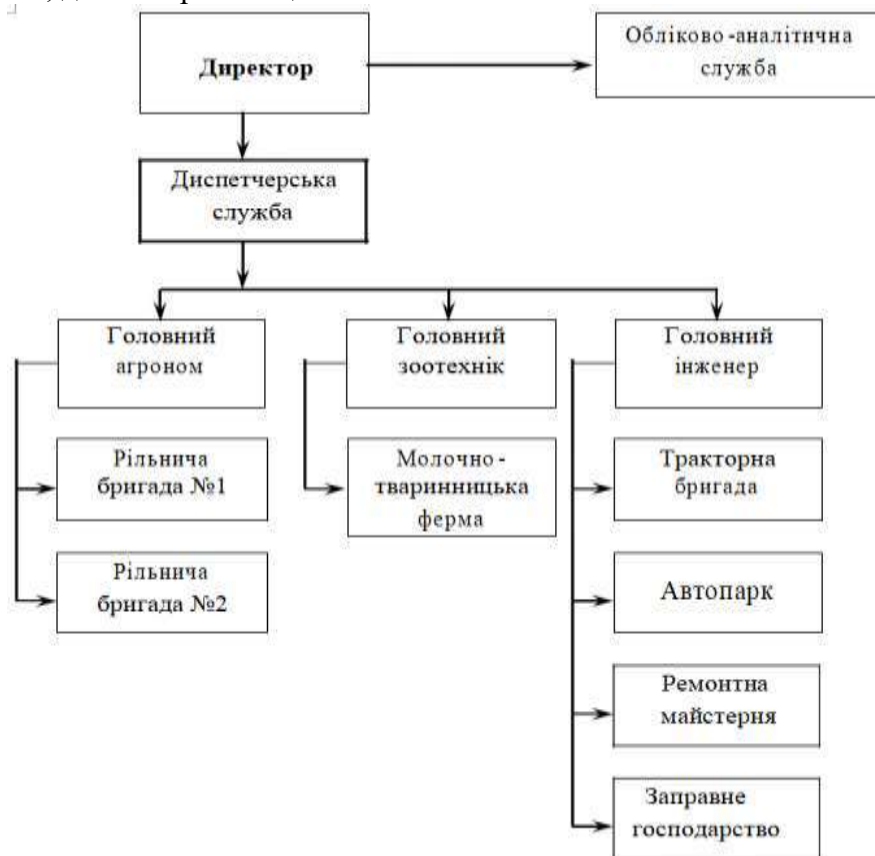 Директор
Обліково-аналітична
служба
Диспетчерська
служба
Головний
агроном
Головний
зоотехнік
Головний
інженер
Рільнича
бригада №1
Молочно-
тваринницька
ферма
Тракторна
бригада
Рільнича
бригада №2
Автопарк
Ремонтна
майстерня
Заправне
господарство